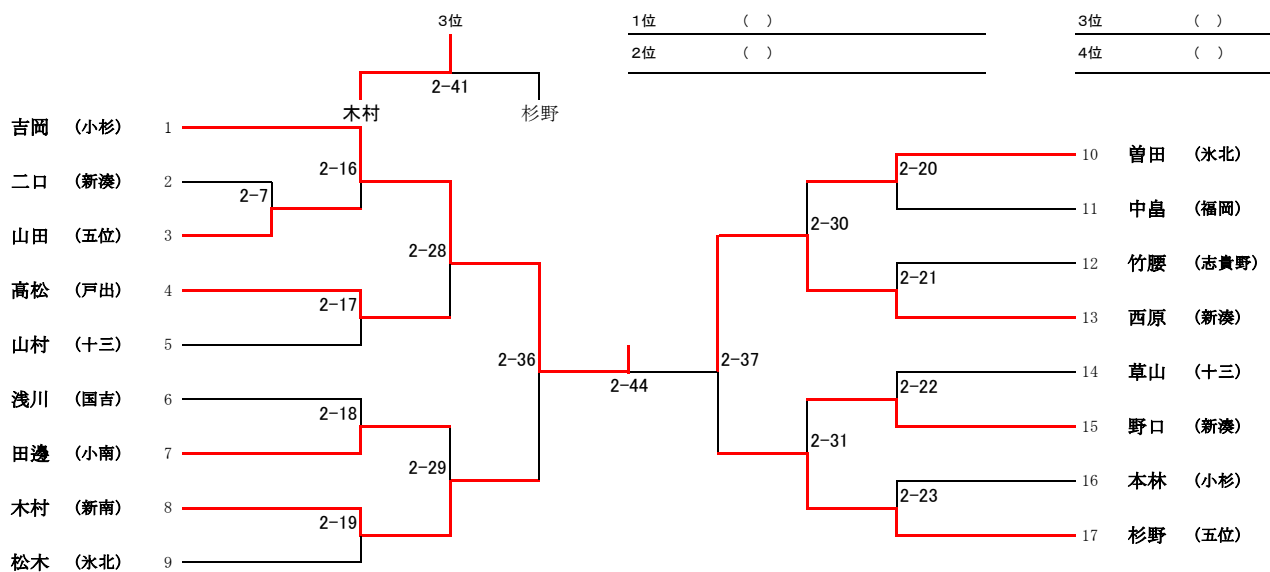 3位
1位 ( )
3位 ( )
2位 ( )
4位 ( )
2-41
木村 杉野
吉岡 (小杉) 1
二口 (新湊) 2
山田 (五位) 3
高松 (戸出) 4
山村 (十三) 5
浅川 (国吉) 6
田邊 (小南) 7
木村 (新南) 8
松木 (氷北) 9
2-7
2-16
2-17
2-18
2-19
2-28
2-29
2-36
2-44
2-37
2-30
2-31
2-20
2-21
2-22
2-23
10 曽田 (氷北)
11 中畠 (福岡)
12 竹腰 (志貴野)
13 西原 (新湊)
14 草山 (十三)
15 野口 (新湊)
16 本林 (小杉)
17 杉野 (五位)